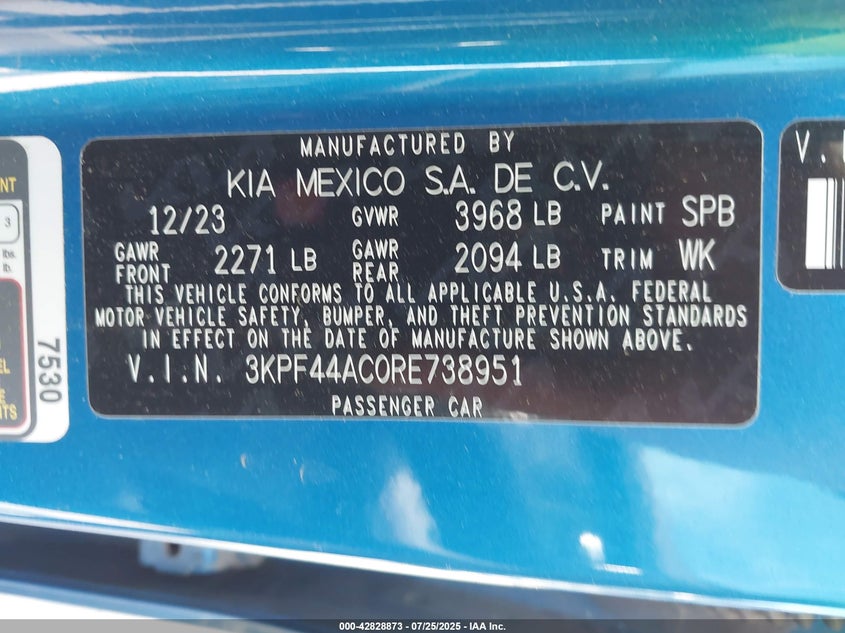 MANUFACTURED BY
KIA MEXICO S.A. DE C.V.
12/23 GVWR 3968 LB PAINT SPB
GAWR FRONT 2271 LB GAWR REAR 2094 LB TRIM WK
THIS VEHICLE CONFORMS TO ALL APPLICABLE U.S.A. FEDERAL
MOTOR VEHICLE SAFETY, BUMPER, AND THEFT PREVENTION STANDARDS
IN EFFECT ON THE DATE OF MANUFACTURE SHOWN ABOVE.
V.I.N. 3KPF44AC0RE738951
PASSENGER CAR
3
lbs.
lb.
7530
000-42828873 - 07/25/2025 - IAA Inc.